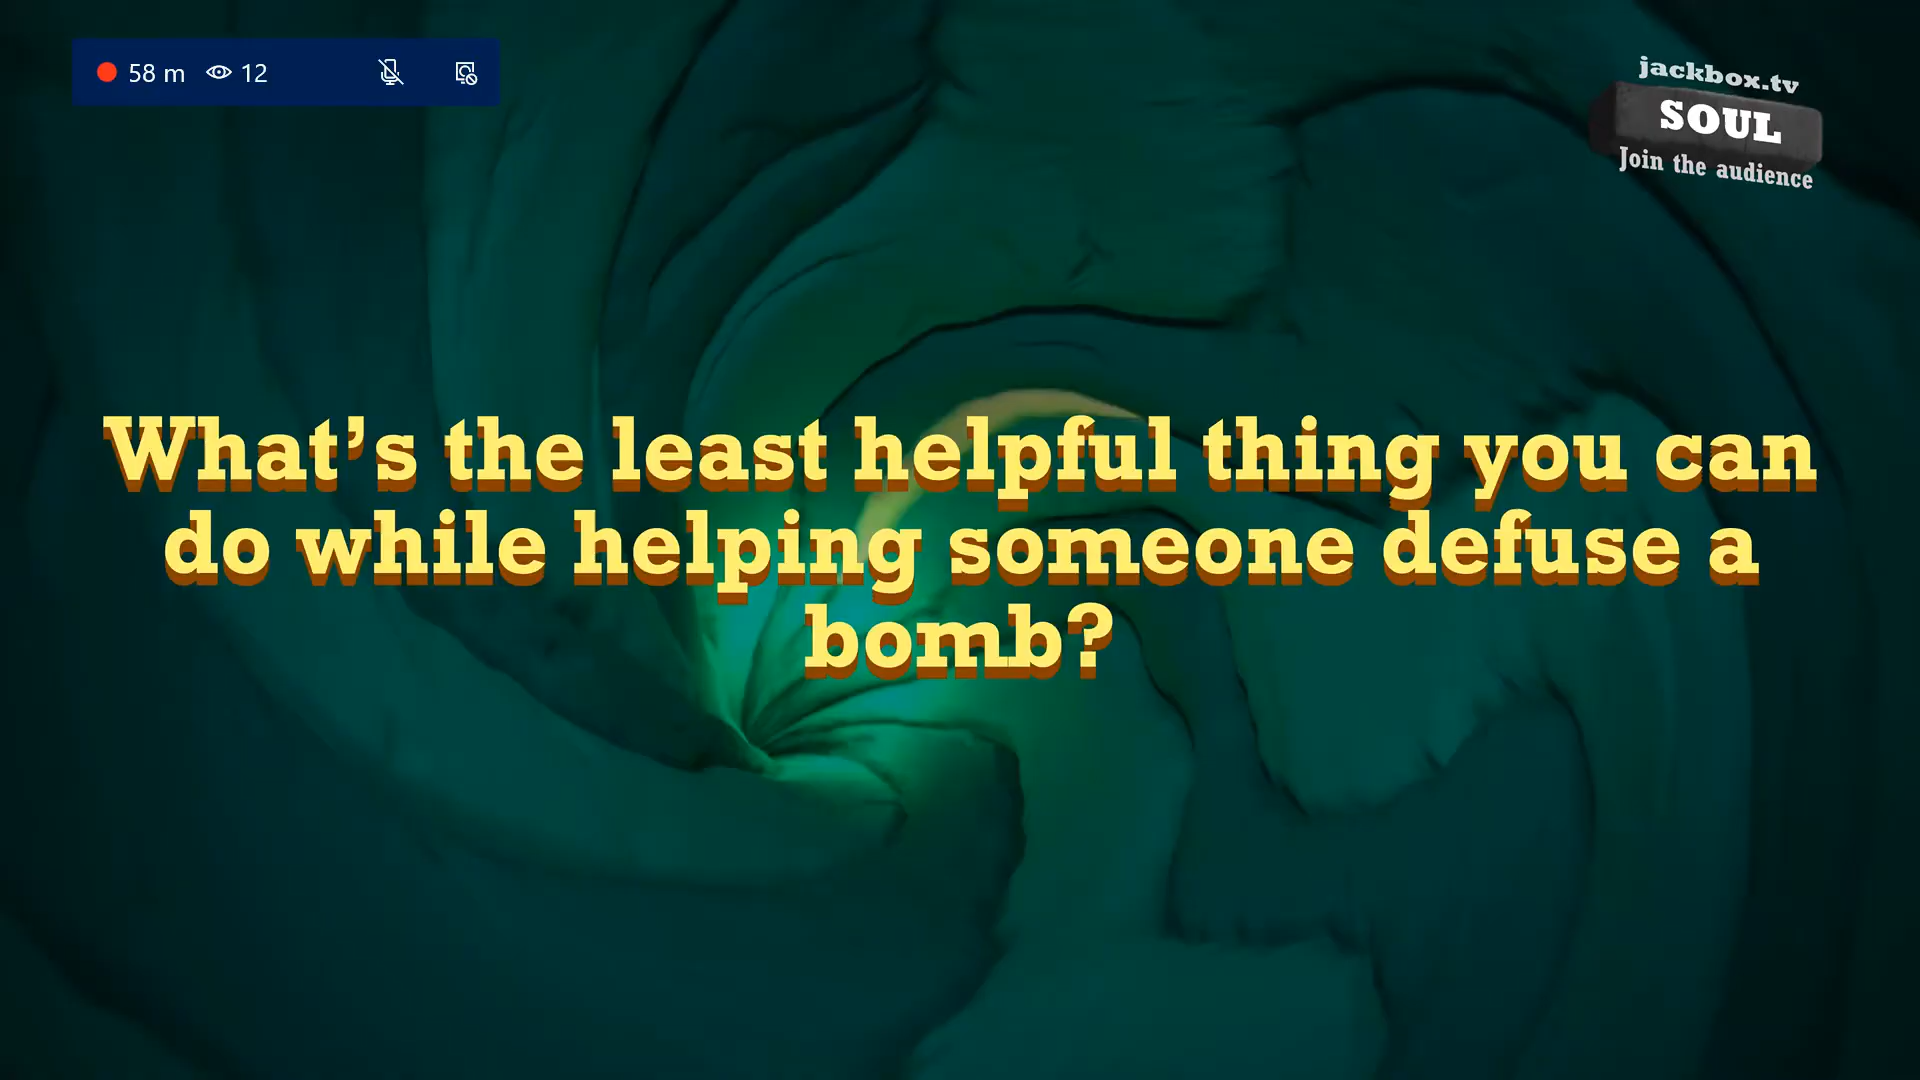 58 m 12
jackbox.tv
SOUL
Join the audience
What’s the least helpful thing you can
do while helping someone defuse a
bomb?